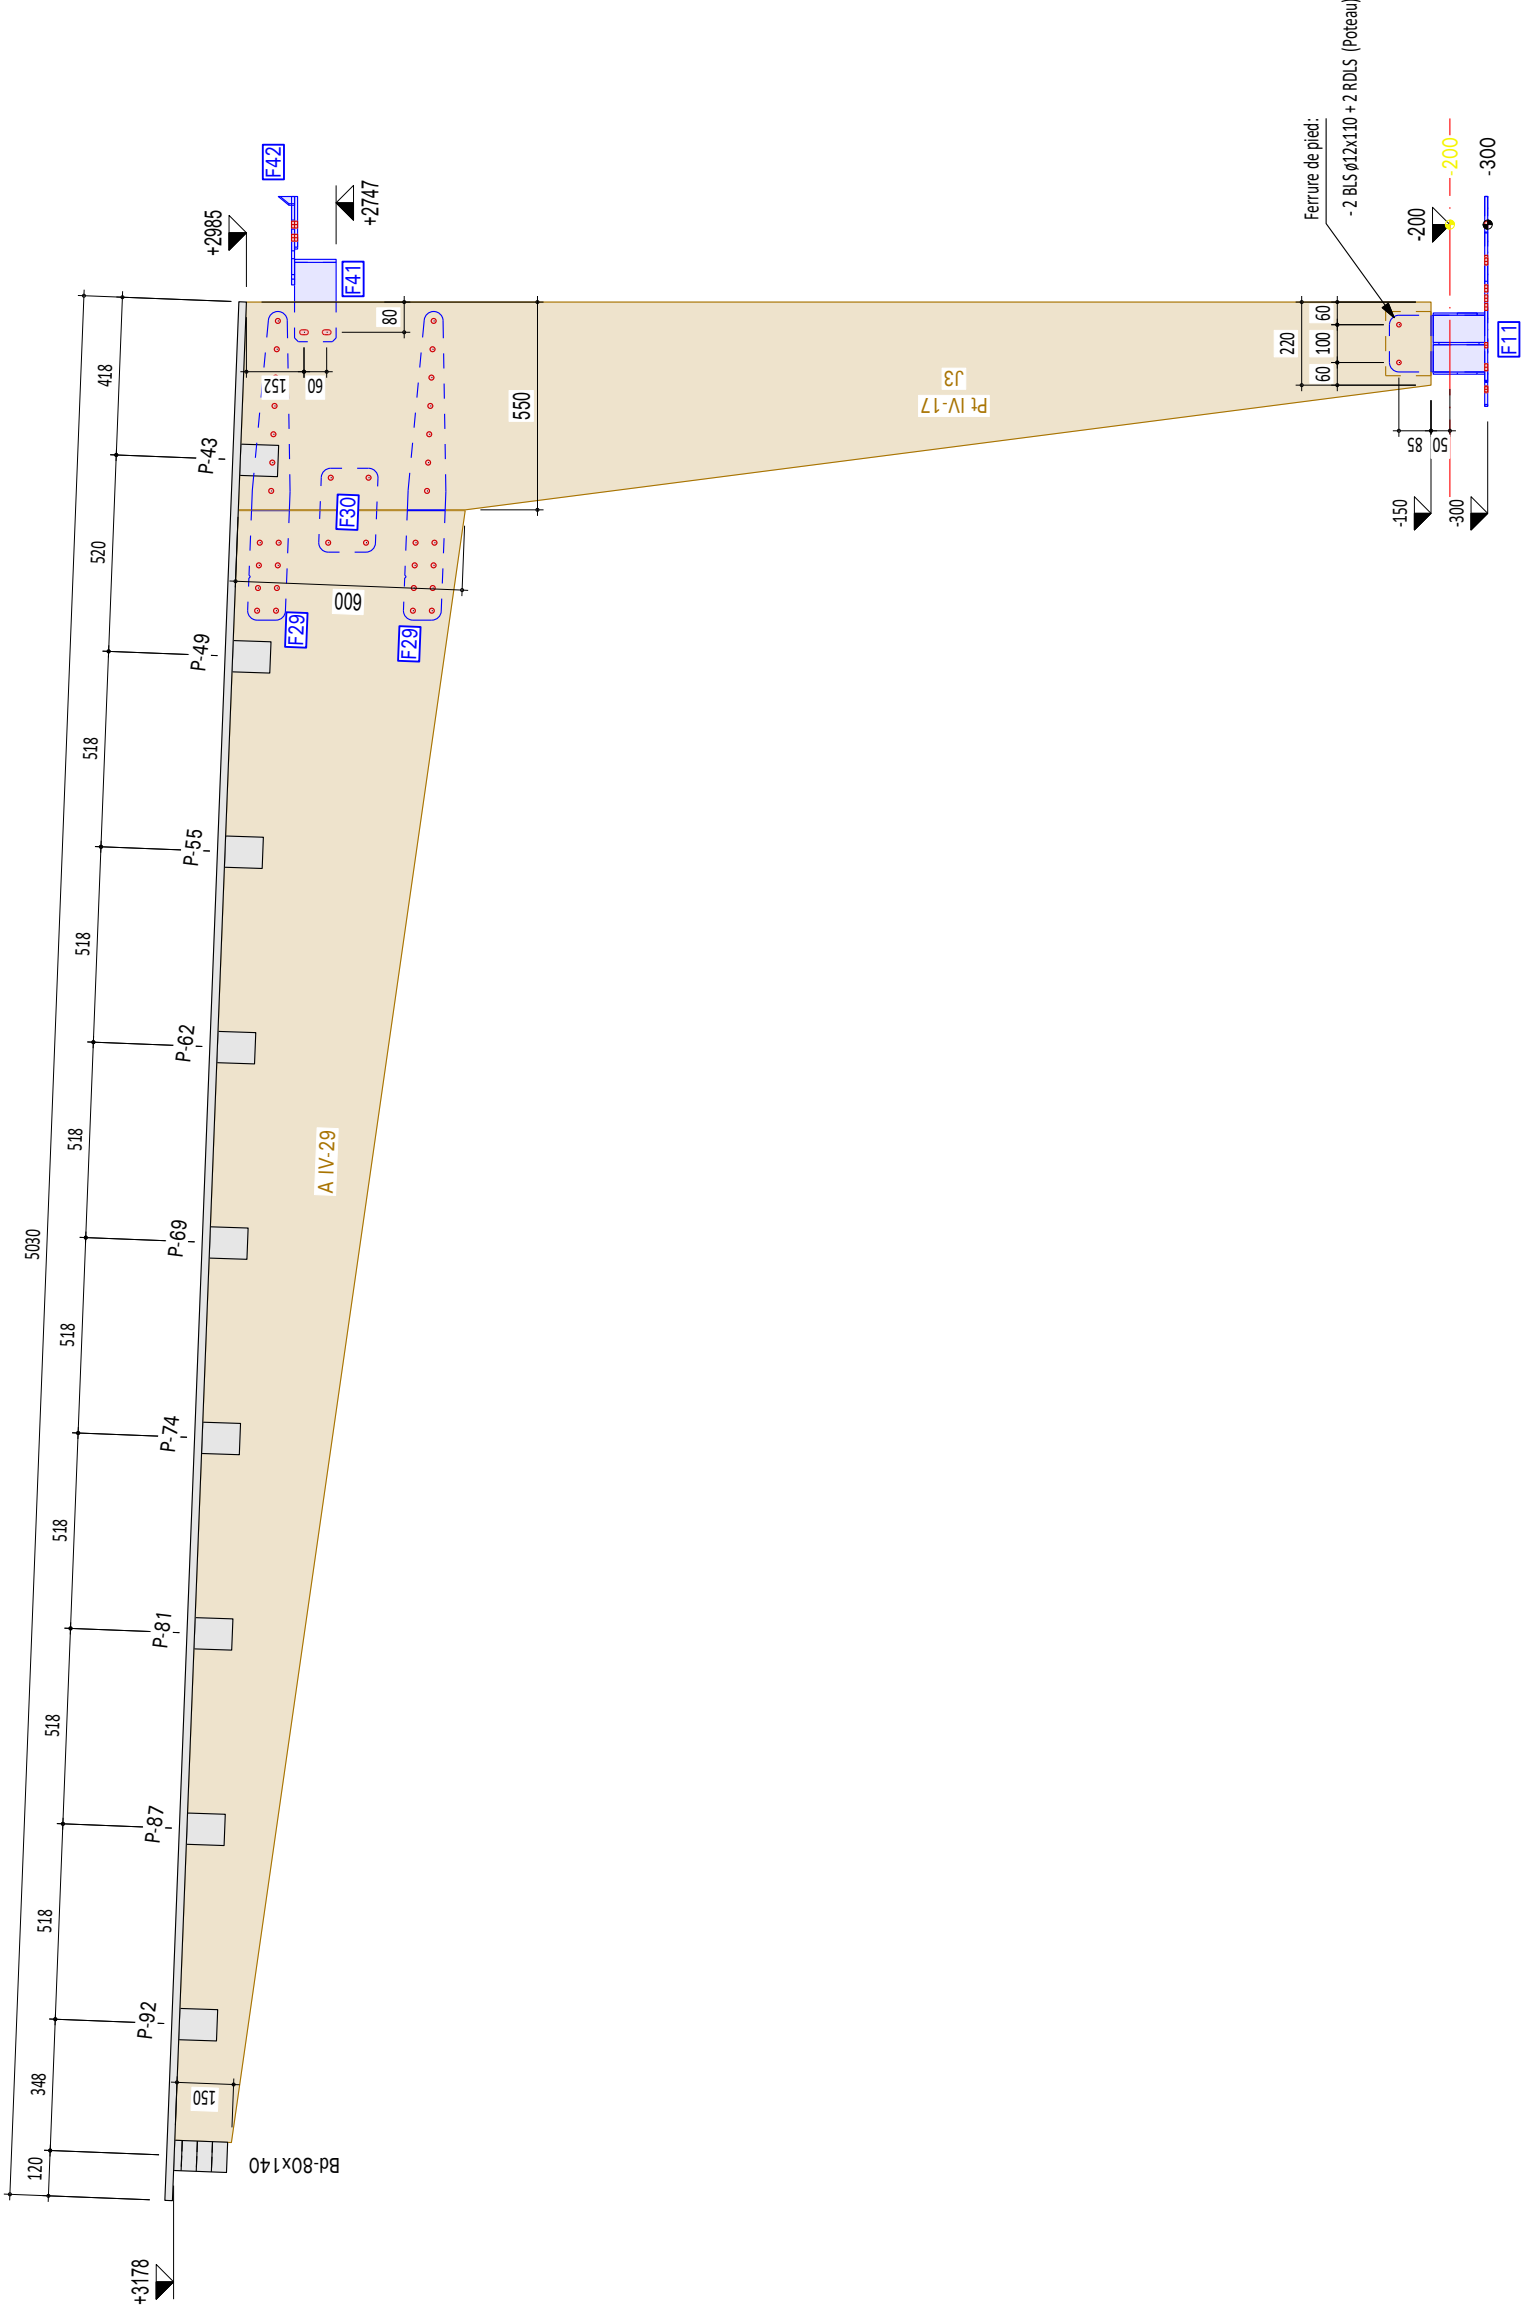 Ferrure de pied:
- 2 BLS ø12x110 + 2 RDLS (Poteau)
F42
+2985
+2747
F41
80
418
152
60
P-43
550
520
F30
600
F29
F29
P-49
518
P-55
518
P-62
518
P-69
5030
A IV-29
518
P-74
518
P-81
518
P-87
518
P-92
348
150
120
Bd-80x140
+3178
J3
Pt IV-17
220
60
100
60
85
50
-200
-200
-300
F11
-150
-300